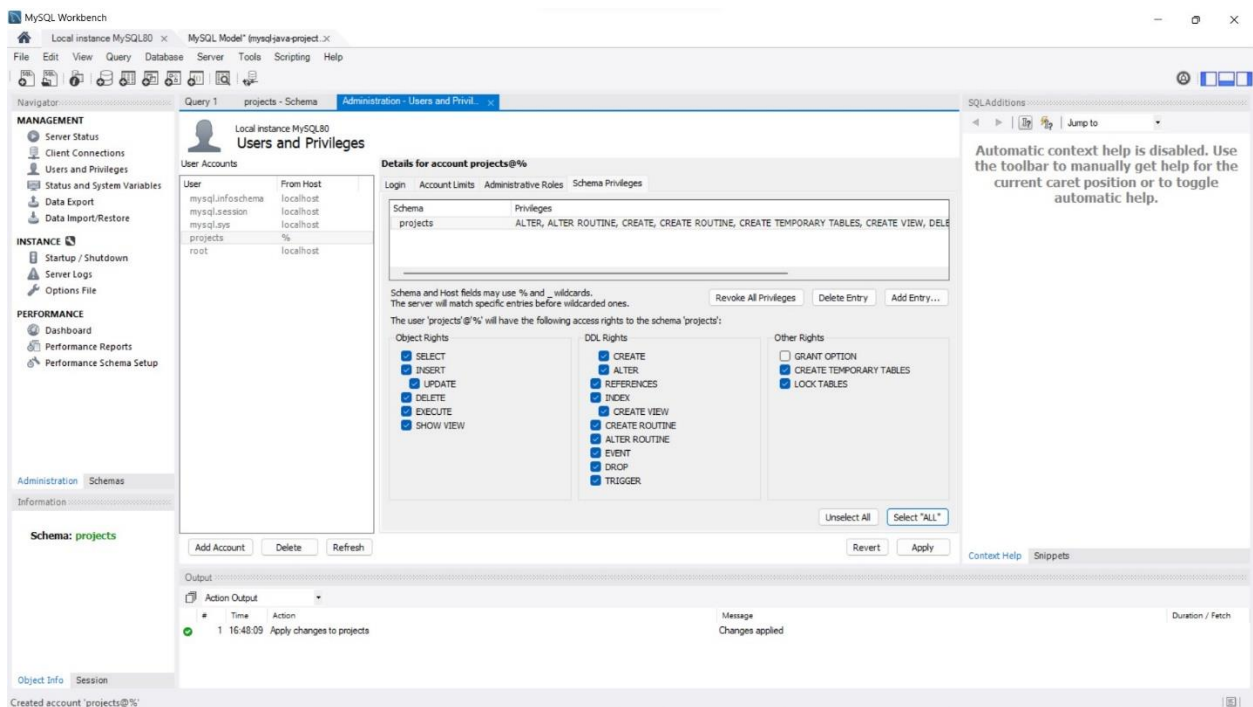 MySQL Workbench
Local instance MySQL80 MySQL Model* (mysql-java-project...
File Edit View Query Database Server Tools Scripting Help
Navigator
MANAGEMENT
Server Status
Client Connections
Users and Privileges
Status and System Variables
Data Export
Data Import/Restore
INSTANCE
Startup / Shutdown
Server Logs
Options File
PERFORMANCE
Dashboard
Performance Reports
Performance Schema Setup
Administration Schemas
Information
Schema: projects
Object Info Session
Query 1 projects - Schema Administration - Users and Privil...
Local instance MySQL80
Users and Privileges
User Accounts
User From Host
mysql.infoschema localhost
mysql.session localhost
mysql.sys localhost
projects %
root localhost
Add Account Delete Refresh
Details for account projects@%
Login Account Limits Administrative Roles Schema Privileges
Schema Privileges
projects ALTER, ALTER ROUTINE, CREATE, CREATE ROUTINE, CREATE TEMPORARY TABLES, CREATE VIEW, DELE
Schema and Host fields may use % and _ wildcards.
The server will match specific entries before wildcarded ones.
Revoke All Privileges Delete Entry Add Entry...
The user 'projects'@'%' will have the following access rights to the schema 'projects':
Object Rights
SELECT
INSERT
UPDATE
DELETE
EXECUTE
SHOW VIEW
DDL Rights
CREATE
ALTER
REFERENCES
INDEX
CREATE VIEW
CREATE ROUTINE
ALTER ROUTINE
EVENT
DROP
TRIGGER
Other Rights
GRANT OPTION
CREATE TEMPORARY TABLES
LOCK TABLES
Unselect All Select "ALL"
Revert Apply
SQLAdditions
Jump to
Automatic context help is disabled. Use
the toolbar to manually get help for the
current caret position or to toggle
automatic help.
Context Help Snippets
Output
Action Output
# Time Action Message Duration / Fetch
1 16:48:09 Apply changes to projects Changes applied
Created account 'projects@%'